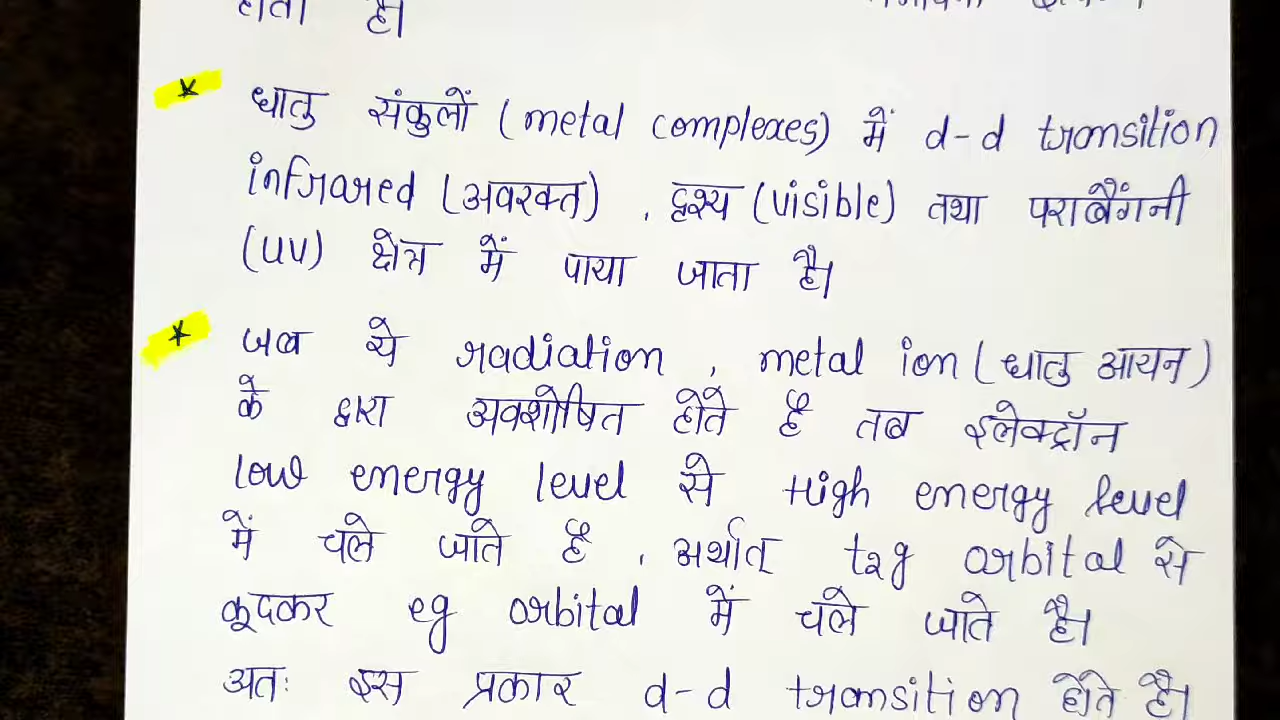 होता है।
★ धातु संकुलों (metal complexes) में d-d transition
infrared (अवरक्त) , दृश्य (visible) तथा पराबैंगनी
(UV) क्षेत्र में पाया जाता है।
★ जब ये radiation , metal ion (धातु आयन)
के द्वारा अवशोषित होते है तब इलेक्ट्रॉन
low energy level से High energy level
में चले जाते है , अर्थात् t2g orbital से
कूदकर eg orbital में चले जाते है।
अतः इस प्रकार d-d transition होते है।